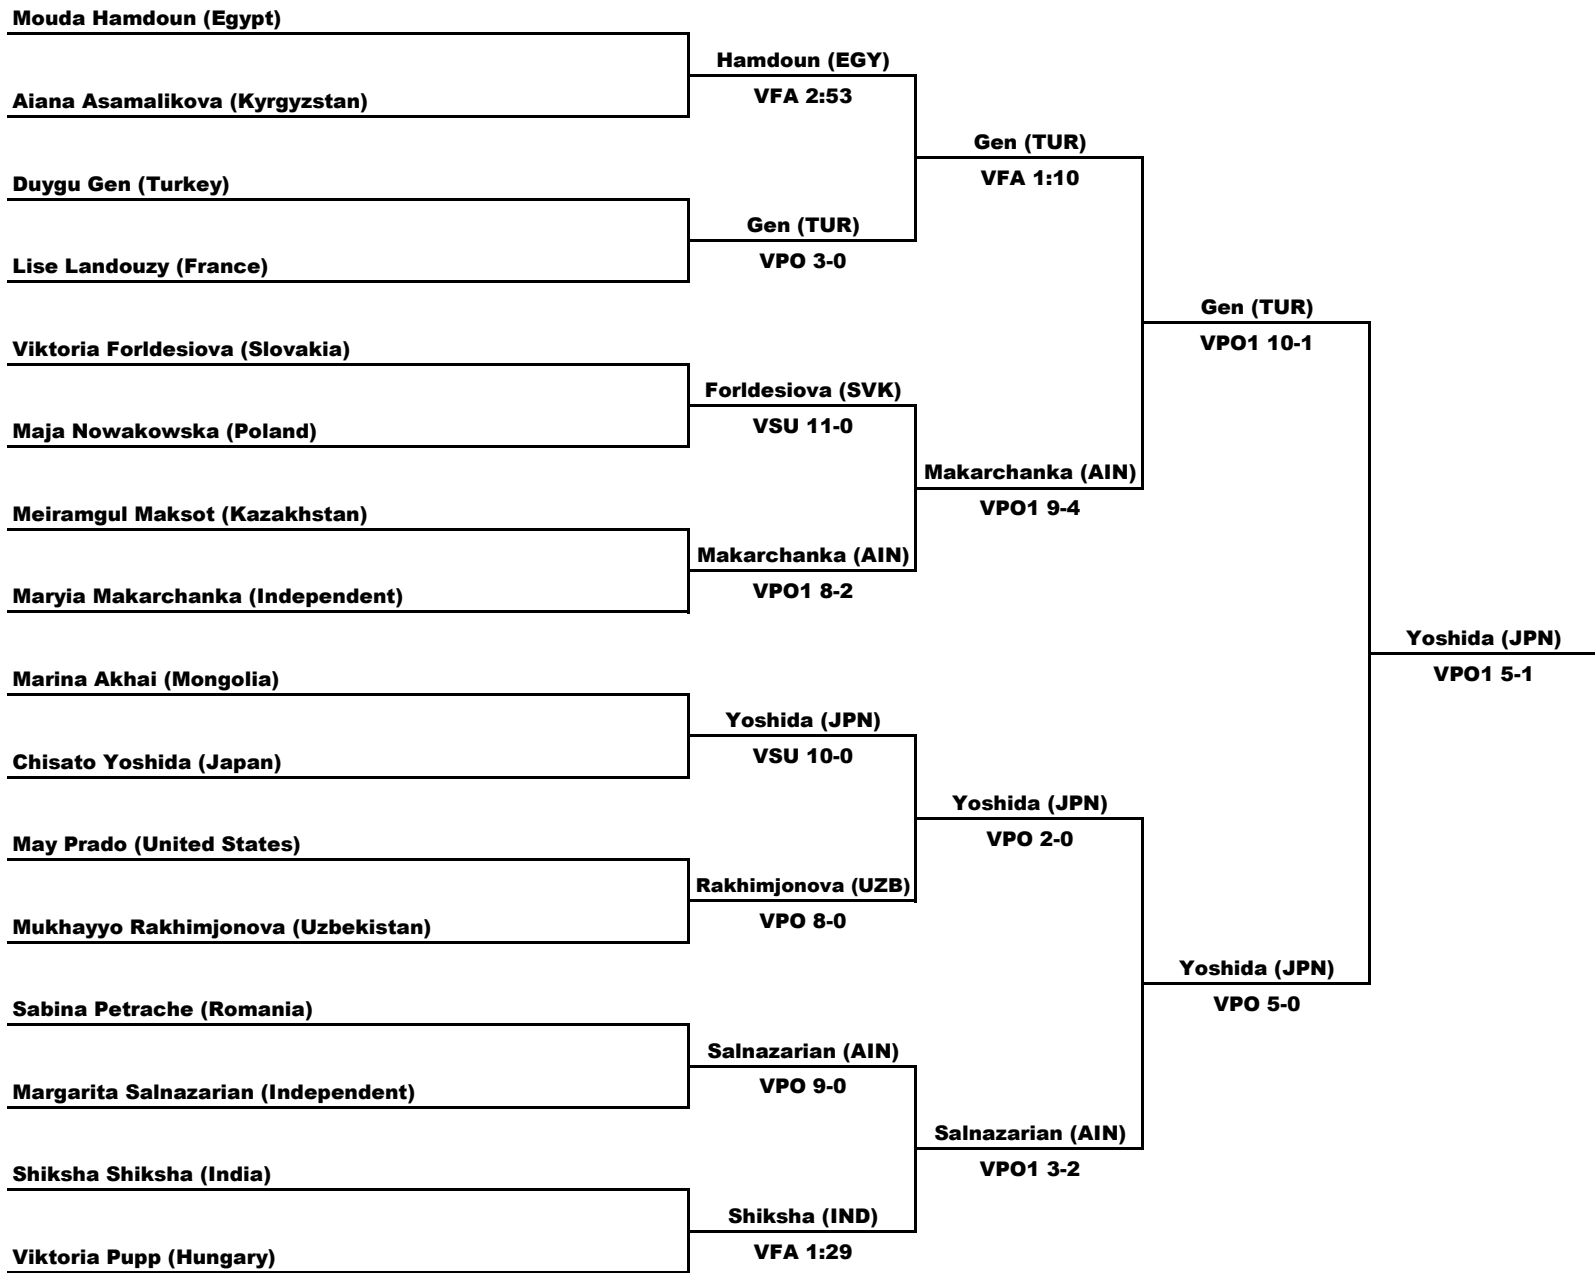 Mouda Hamdoun (Egypt)
Hamdoun (EGY)
Aiana Asamalikova (Kyrgyzstan)
VFA 2:53
Gen (TUR)
VFA 1:10
Duygu Gen (Turkey)
Gen (TUR)
Lise Landouzy (France)
VPO 3-0
Gen (TUR)
VPO1 10-1
Viktoria Forldesiova (Slovakia)
Forldesiova (SVK)
Maja Nowakowska (Poland)
VSU 11-0
Makarchanka (AIN)
VPO1 9-4
Meiramgul Maksot (Kazakhstan)
Makarchanka (AIN)
Maryia Makarchanka (Independent)
VPO1 8-2
Yoshida (JPN)
VPO1 5-1
Marina Akhai (Mongolia)
Yoshida (JPN)
Chisato Yoshida (Japan)
VSU 10-0
Yoshida (JPN)
VPO 2-0
May Prado (United States)
Rakhimjonova (UZB)
Mukhayyo Rakhimjonova (Uzbekistan)
VPO 8-0
Yoshida (JPN)
VPO 5-0
Sabina Petrache (Romania)
Salnazarian (AIN)
Margarita Salnazarian (Independent)
VPO 9-0
Salnazarian (AIN)
VPO1 3-2
Shiksha Shiksha (India)
Shiksha (IND)
Viktoria Pupp (Hungary)
VFA 1:29